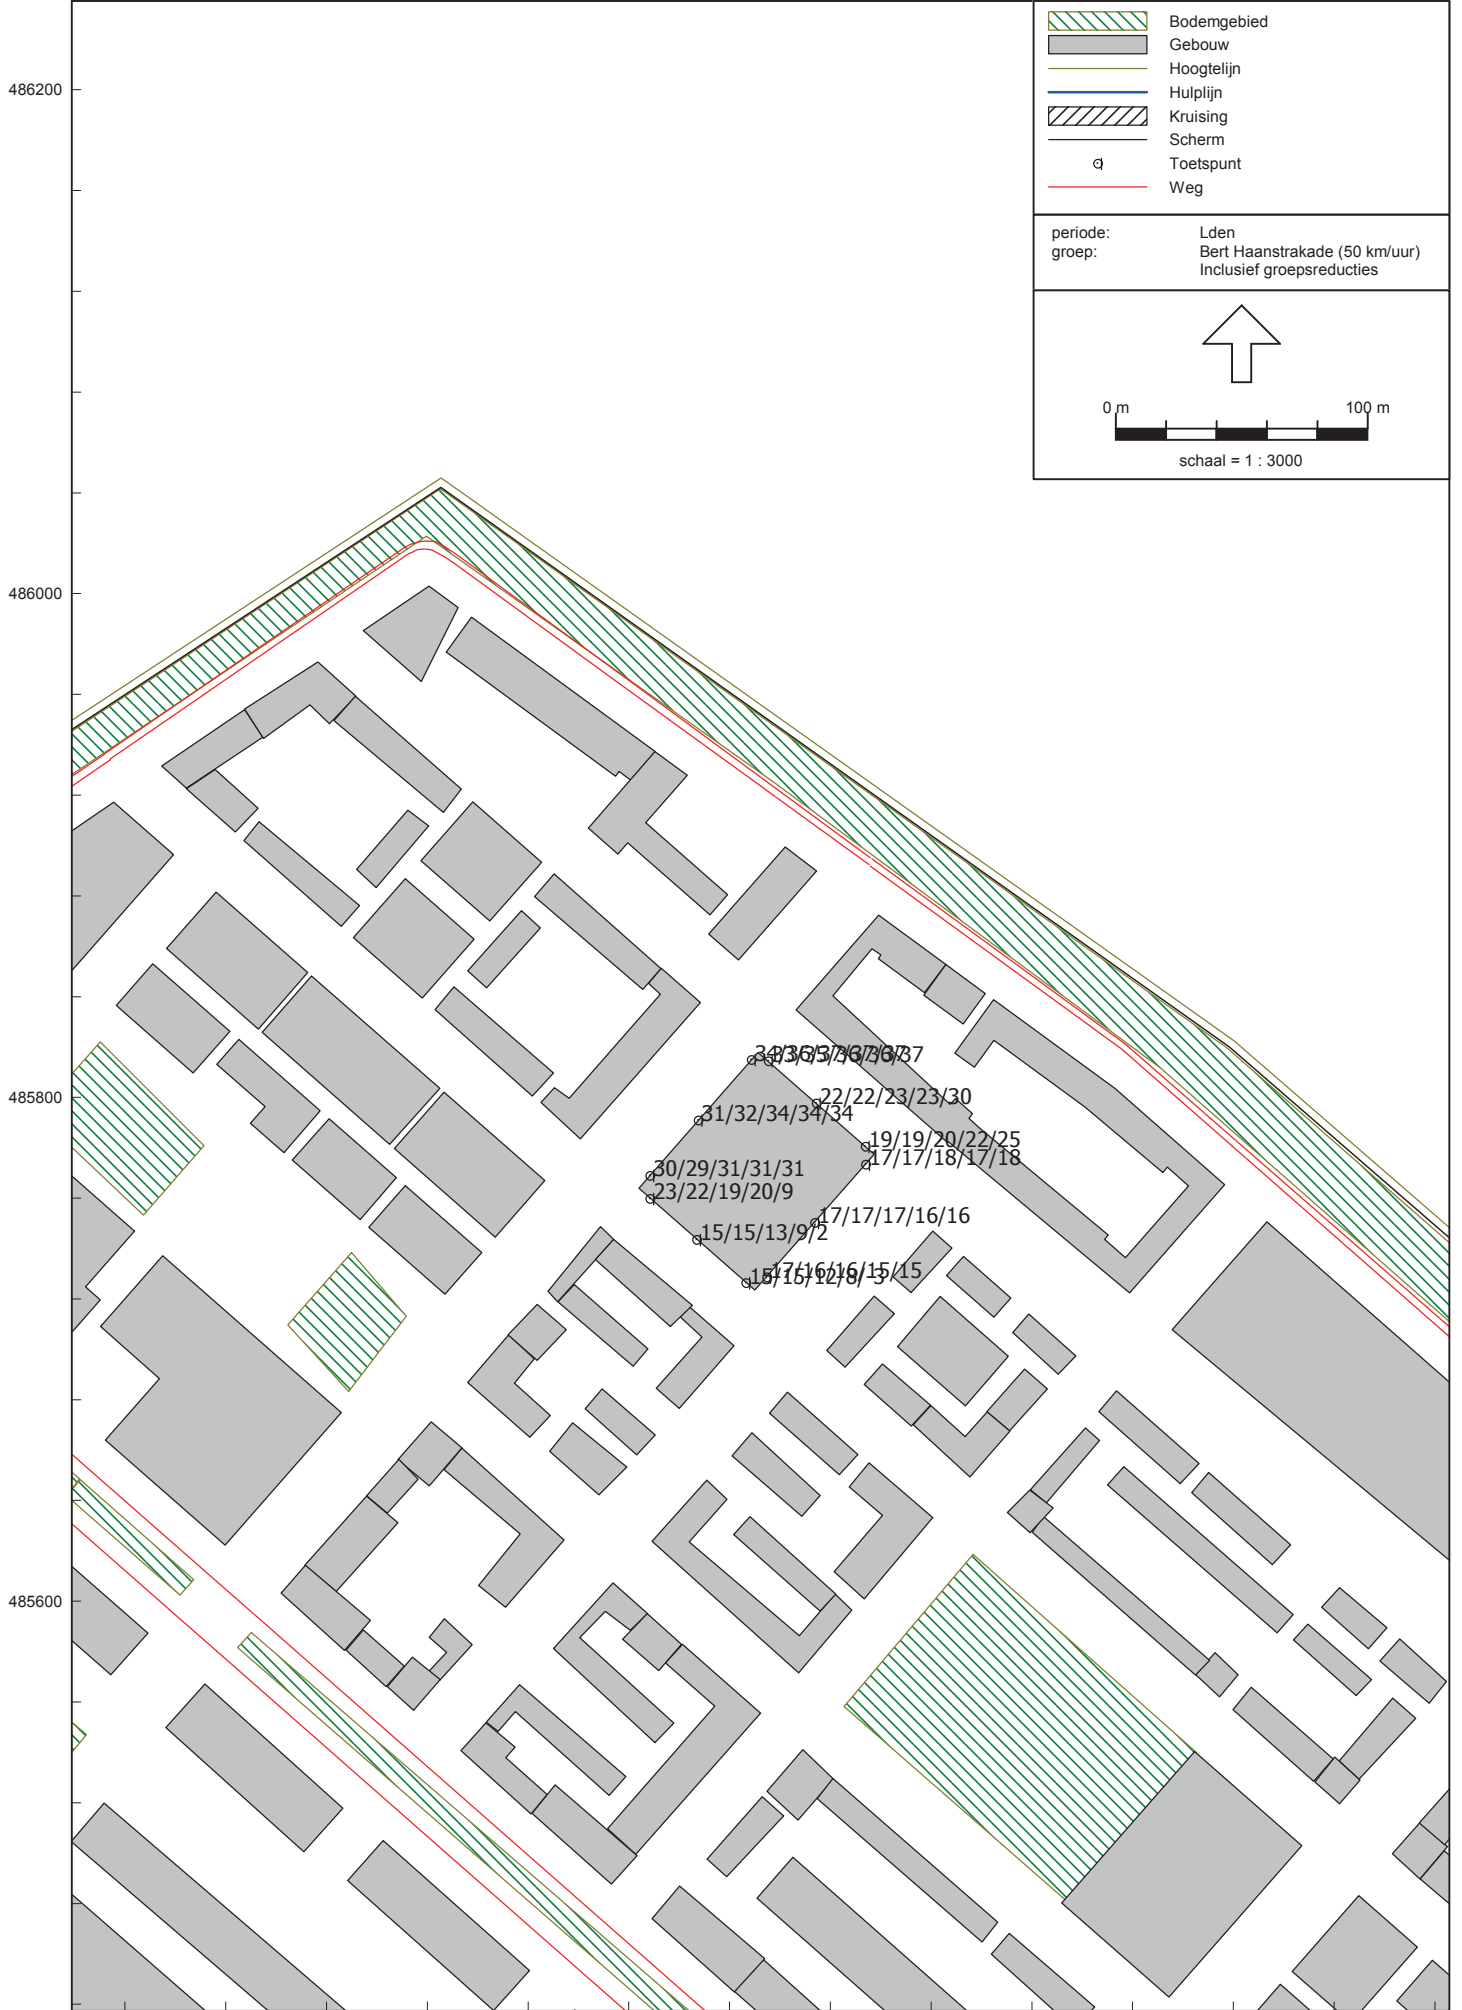 Bodemgebied
Gebouw
Hoogtelijn
Hulplijn
Kruising
Scherm
Toetspunt
Weg
periode: Lden
groep: Bert Haanstrakade (50 km/uur)
Inclusief groepsreducties
0 m 100 m
schaal = 1 : 3000
486200
486000
485800
485600
22/22/23/23/30
31/32/34/34/34
19/19/20/22/25
17/17/18/17/18
30/29/31/31/31
23/22/19/20/9
17/17/17/16/16
15/15/13/9/2